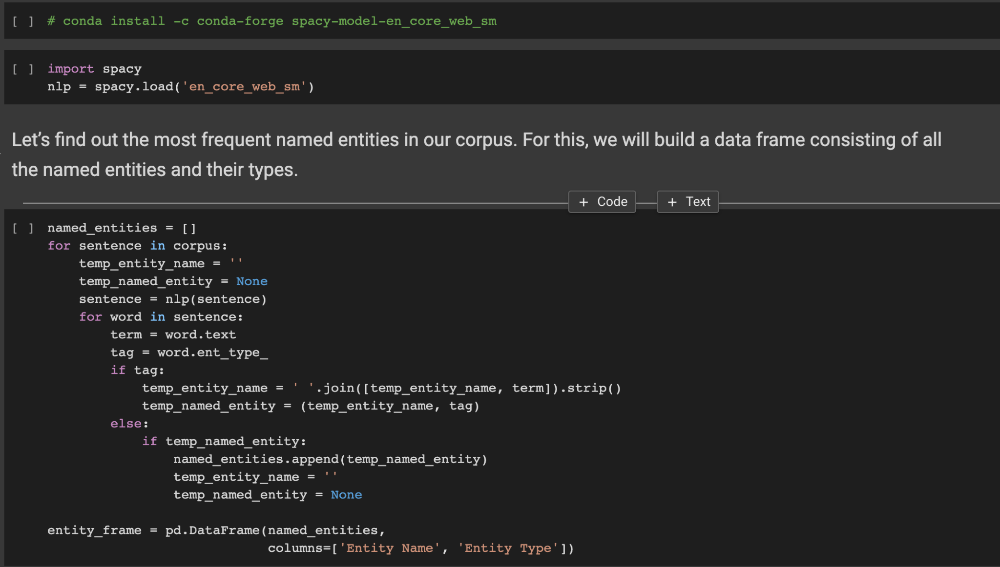 [ ] # conda install -c conda-forge spacy-model-en_core_web_sm
[ ] import spacy
nlp = spacy.load('en_core_web_sm')
Let’s find out the most frequent named entities in our corpus. For this, we will build a data frame consisting of all
the named entities and their types.
+ Code + Text
[ ] named_entities = []
for sentence in corpus:
    temp_entity_name = ''
    temp_named_entity = None
    sentence = nlp(sentence)
    for word in sentence:
        term = word.text
        tag = word.ent_type_
        if tag:
            temp_entity_name = ' '.join([temp_entity_name, term]).strip()
            temp_named_entity = (temp_entity_name, tag)
        else:
            if temp_named_entity:
                named_entities.append(temp_named_entity)
                temp_entity_name = ''
                temp_named_entity = None
entity_frame = pd.DataFrame(named_entities,
                            columns=['Entity Name', 'Entity Type'])